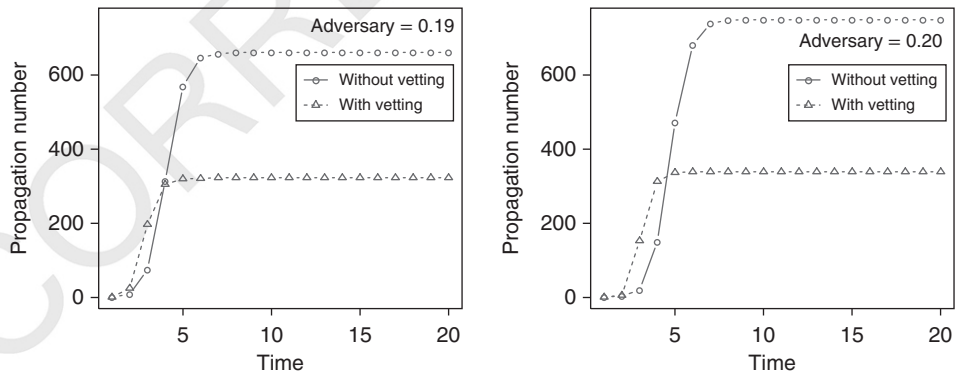 Adversary = 0.19
Without vetting
With vetting
Propagation number
600
400
200
0
5
10
15
20
Time
Adversary = 0.20
Without vetting
With vetting
Propagation number
600
400
200
0
5
10
15
20
Time
CORRE